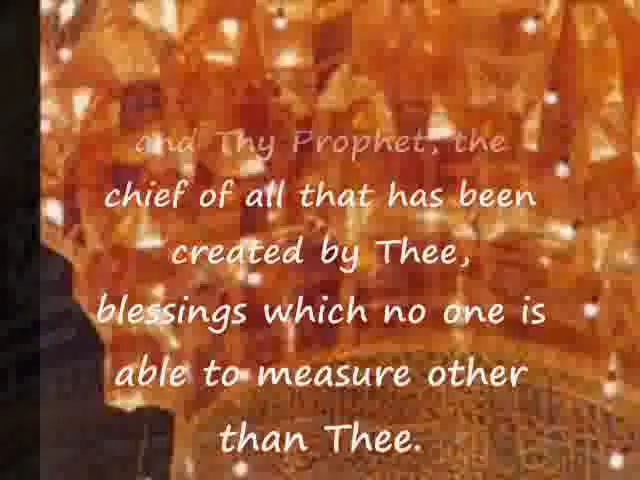 and Thy Prophet, the
chief of all that has been
created by Thee,
blessings which no one is
able to measure other
than Thee.